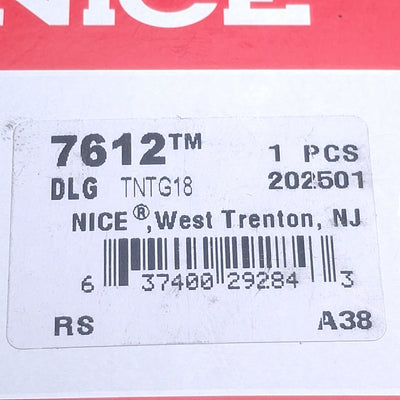 NICE
7612™ 1 PCS
DLG TNTG18 202501
NICE®,West Trenton, NJ
6 37400 29284 3
RS A38